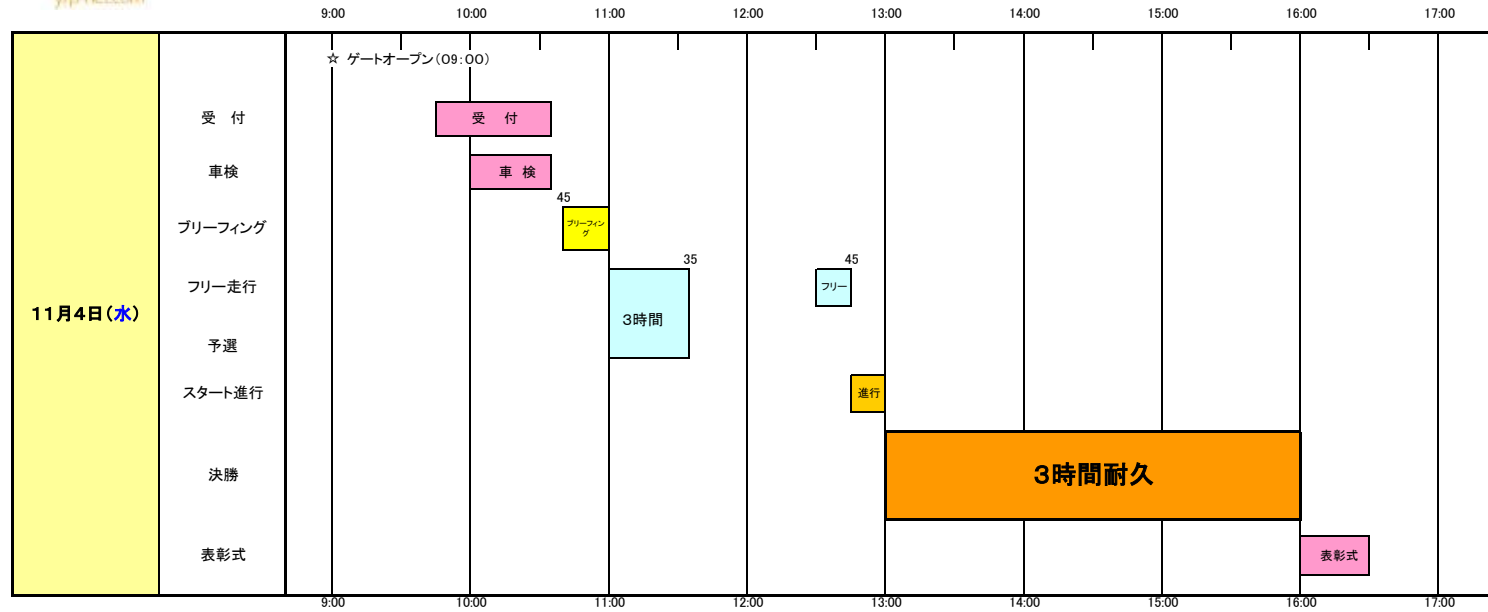 9:00 10:00 11:00 12:00 13:00 14:00 15:00 16:00 17:00
☆ ゲートオープン(09:00)
受 付 受 付
車検 車 検
45
ブリーフィング ブリーフィン
グ
35 45
フリー走行 フリー
11月4日(水) 3時間
予選
スタート進行 進行
決勝 3時間耐久
表彰式 表彰式
9:00 10:00 11:00 12:00 13:00 14:00 15:00 16:00 17:00